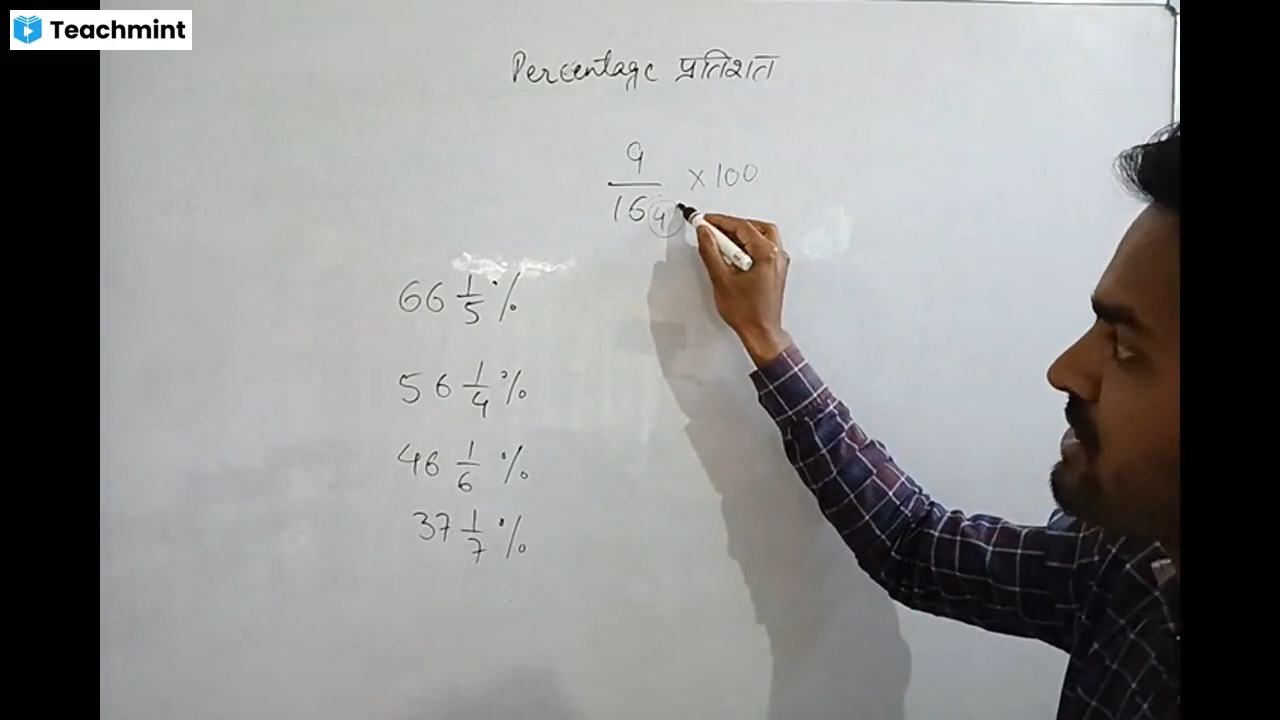 Teachmint
Percentage प्रतिशत
9/16 4 ×100
66 1/5 %
56 1/4 %
46 1/6 %
37 1/7 %